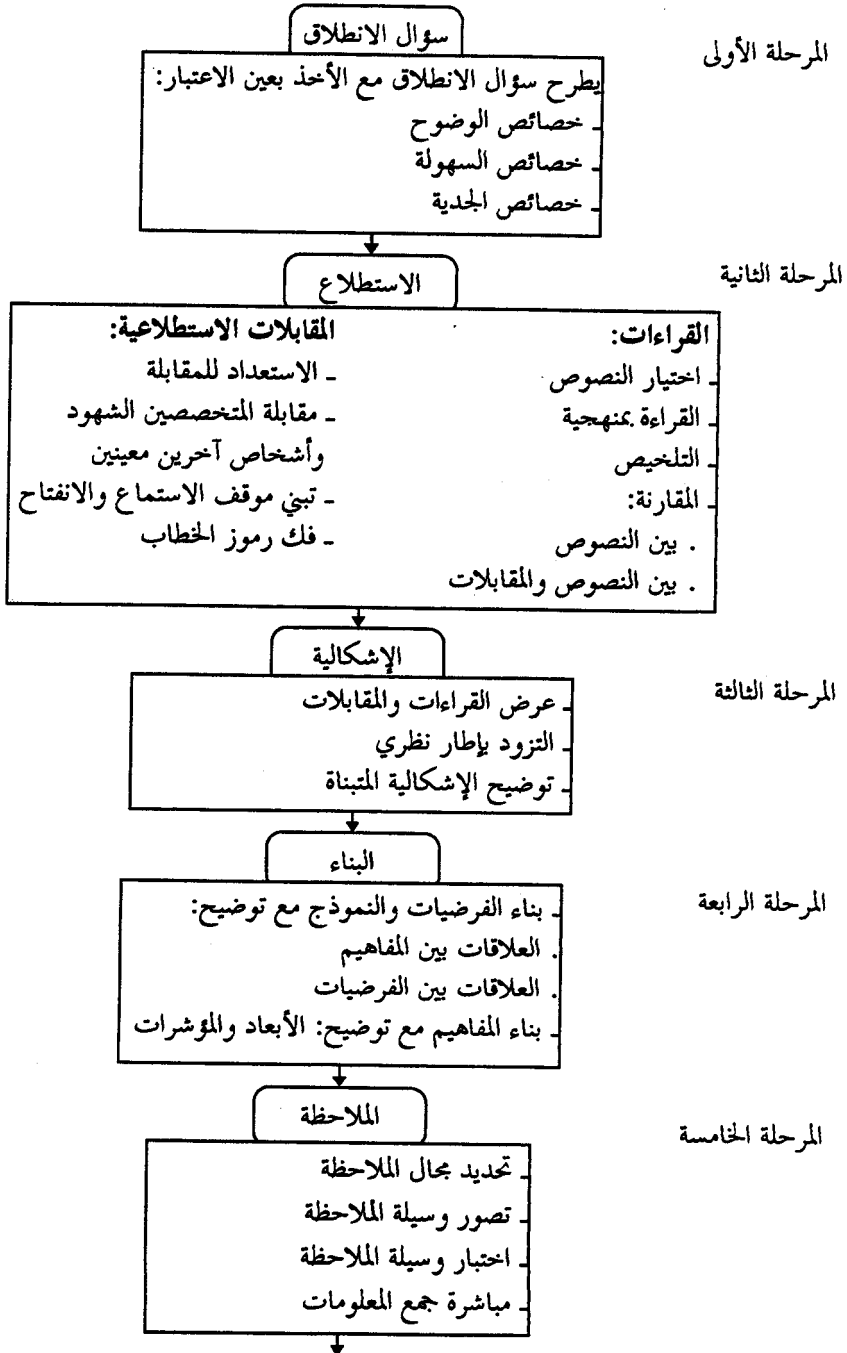 المرحلة الأولى
سؤال الانطلاق
يطرح سؤال الانطلاق مع الأخذ بعين الاعتبار:
ـ خصائص الوضوح
ـ خصائص السهولة
ـ خصائص الجدية
المرحلة الثانية
الاستطلاع
القراءات:
ـ اختيار النصوص
ـ القراءة بمنهجية
ـ التلخيص
ـ المقارنة:
. بين النصوص
. بين النصوص والمقابلات
المقابلات الاستطلاعية:
ـ الاستعداد للمقابلة
ـ مقابلة المتخصصين الشهود
وأشخاص آخرين معينين
ـ تبني موقف الاستماع والانفتاح
ـ فك رموز الخطاب
المرحلة الثالثة
الإشكالية
ـ عرض القراءات والمقابلات
ـ التزود بإطار نظري
ـ توضيح الإشكالية المتبناة
المرحلة الرابعة
البناء
ـ بناء الفرضيات والنموذج مع توضيح:
. العلاقات بين المفاهيم
. العلاقات بين الفرضيات
ـ بناء المفاهيم مع توضيح: الأبعاد والمؤشرات
المرحلة الخامسة
الملاحظة
ـ تحديد مجال الملاحظة
ـ تصور وسيلة الملاحظة
ـ اختبار وسيلة الملاحظة
ـ مباشرة جمع المعلومات